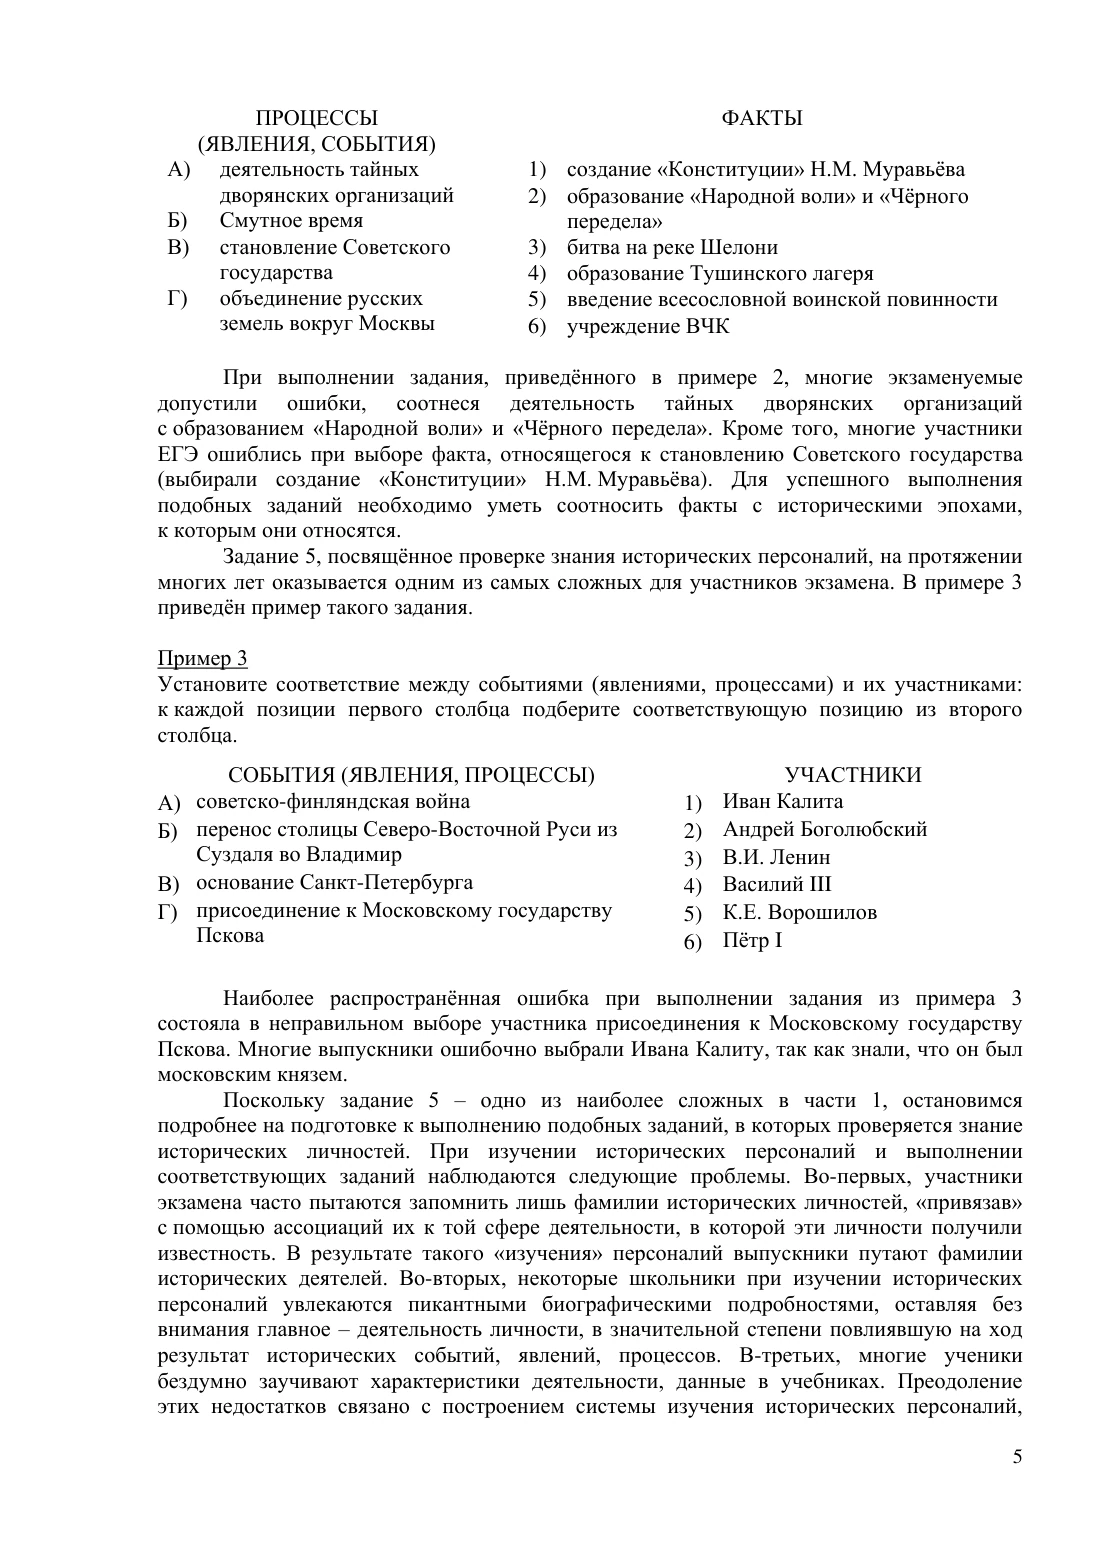 ПРОЦЕССЫ
(ЯВЛЕНИЯ, СОБЫТИЯ)
ФАКТЫ
А) деятельность тайных
дворянских организаций
Б) Смутное время
В) становление Советского
государства
Г) объединение русских
земель вокруг Москвы
1) создание «Конституции» Н.М. Муравьёва
2) образование «Народной воли» и «Чёрного
передела»
3) битва на реке Шелони
4) образование Тушинского лагеря
5) введение всесословной воинской повинности
6) учреждение ВЧК
При выполнении задания, приведённого в примере 2, многие экзаменуемые
допустили ошибки, соотнеся деятельность тайных дворянских организаций
с образованием «Народной воли» и «Чёрного передела». Кроме того, многие участники
ЕГЭ ошиблись при выборе факта, относящегося к становлению Советского государства
(выбирали создание «Конституции» Н.М. Муравьёва). Для успешного выполнения
подобных заданий необходимо уметь соотносить факты с историческими эпохами,
к которым они относятся.
Задание 5, посвящённое проверке знания исторических персоналий, на протяжении
многих лет оказывается одним из самых сложных для участников экзамена. В примере 3
приведён пример такого задания.
Пример 3
Установите соответствие между событиями (явлениями, процессами) и их участниками:
к каждой позиции первого столбца подберите соответствующую позицию из второго
столбца.
СОБЫТИЯ (ЯВЛЕНИЯ, ПРОЦЕССЫ)
УЧАСТНИКИ
А) советско-финляндская война
Б) перенос столицы Северо-Восточной Руси из
Суздаля во Владимир
В) основание Санкт-Петербурга
Г) присоединение к Московскому государству
Пскова
1) Иван Калита
2) Андрей Боголюбский
3) В.И. Ленин
4) Василий III
5) К.Е. Ворошилов
6) Пётр I
Наиболее распространённая ошибка при выполнении задания из примера 3
состояла в неправильном выборе участника присоединения к Московскому государству
Пскова. Многие выпускники ошибочно выбрали Ивана Калиту, так как знали, что он был
московским князем.
Поскольку задание 5 – одно из наиболее сложных в части 1, остановимся
подробнее на подготовке к выполнению подобных заданий, в которых проверяется знание
исторических личностей. При изучении исторических персоналий и выполнении
соответствующих заданий наблюдаются следующие проблемы. Во-первых, участники
экзамена часто пытаются запомнить лишь фамилии исторических личностей, «привязав»
с помощью ассоциаций их к той сфере деятельности, в которой эти личности получили
известность. В результате такого «изучения» персоналий выпускники путают фамилии
исторических деятелей. Во-вторых, некоторые школьники при изучении исторических
персоналий увлекаются пикантными биографическими подробностями, оставляя без
внимания главное – деятельность личности, в значительной степени повлиявшую на ход
результат исторических событий, явлений, процессов. В-третьих, многие ученики
бездумно заучивают характеристики деятельности, данные в учебниках. Преодоление
этих недостатков связано с построением системы изучения исторических персоналий,
5